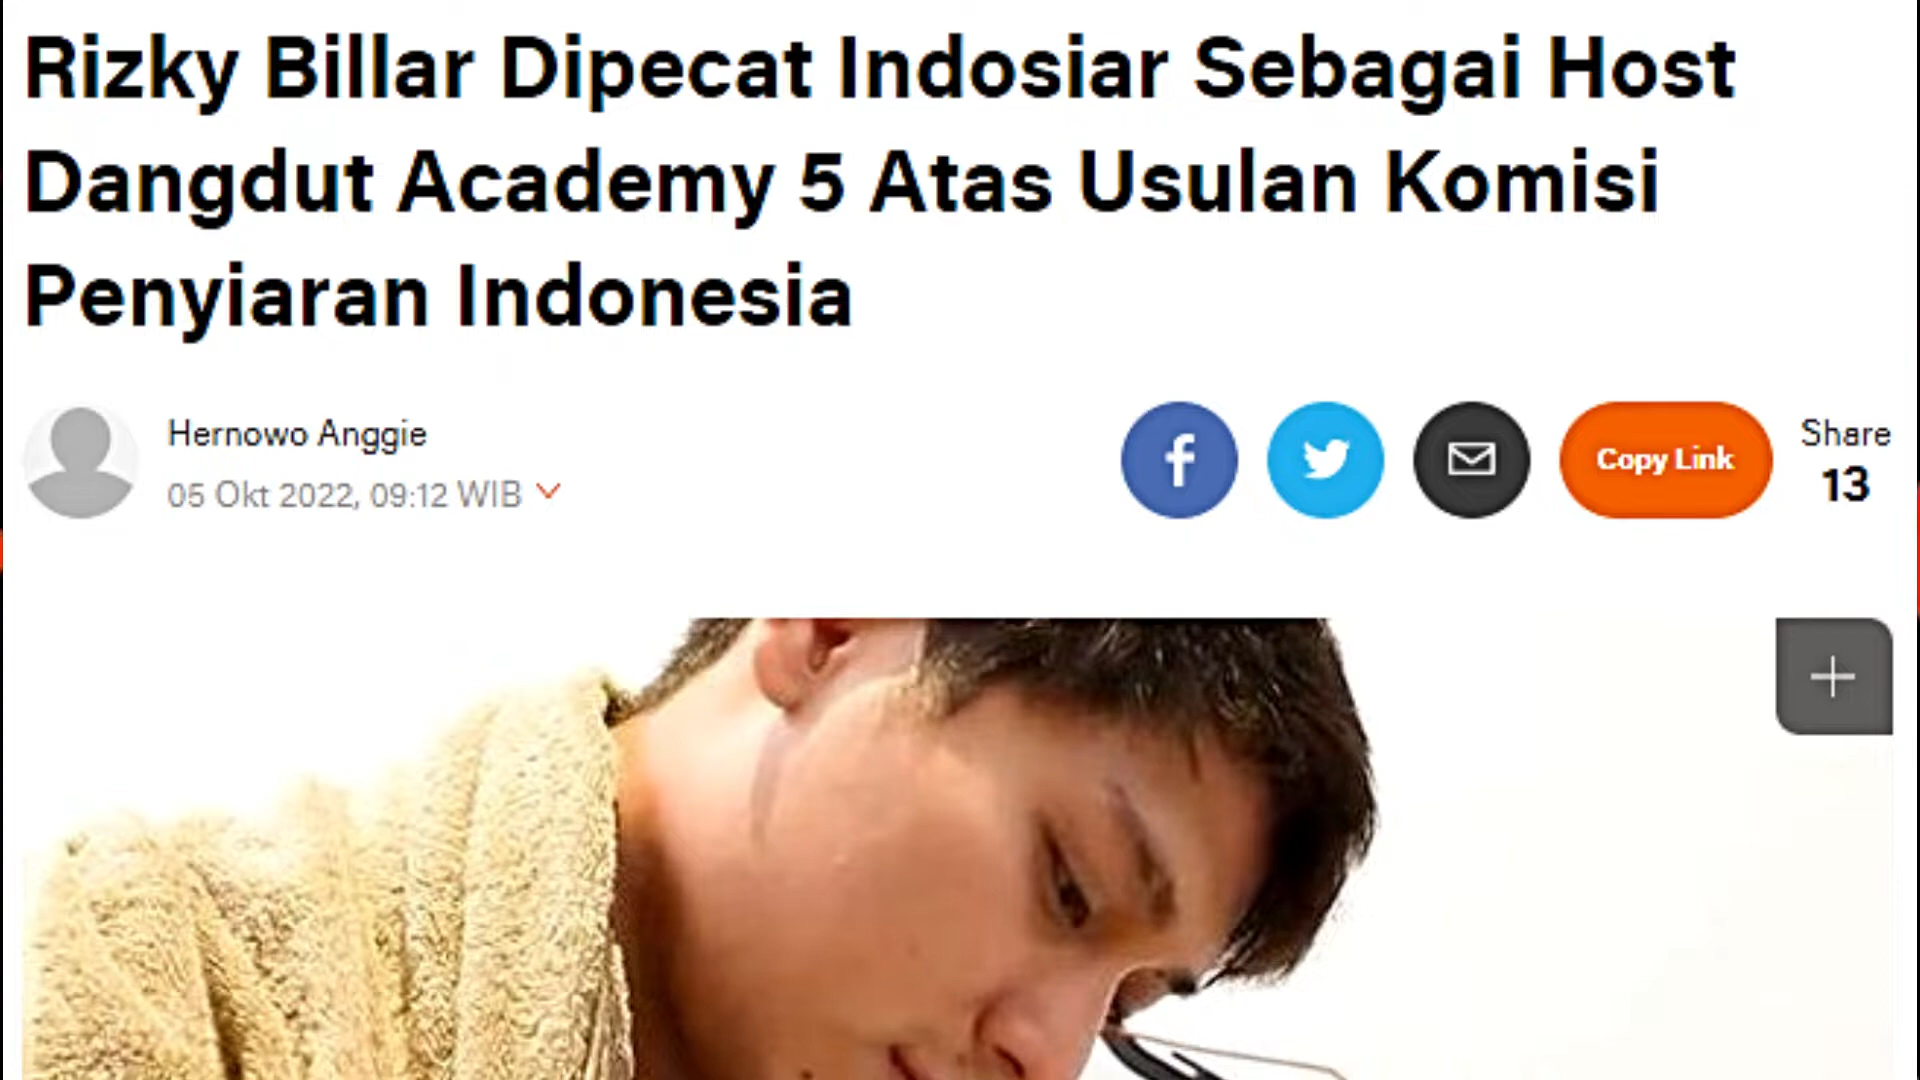 Rizky Billar Dipecat Indosiar Sebagai Host
Dangdut Academy 5 Atas Usulan Komisi
Penyiaran Indonesia
Hernowo Anggie
05 Okt 2022, 09:12 WIB
Copy Link
Share
13